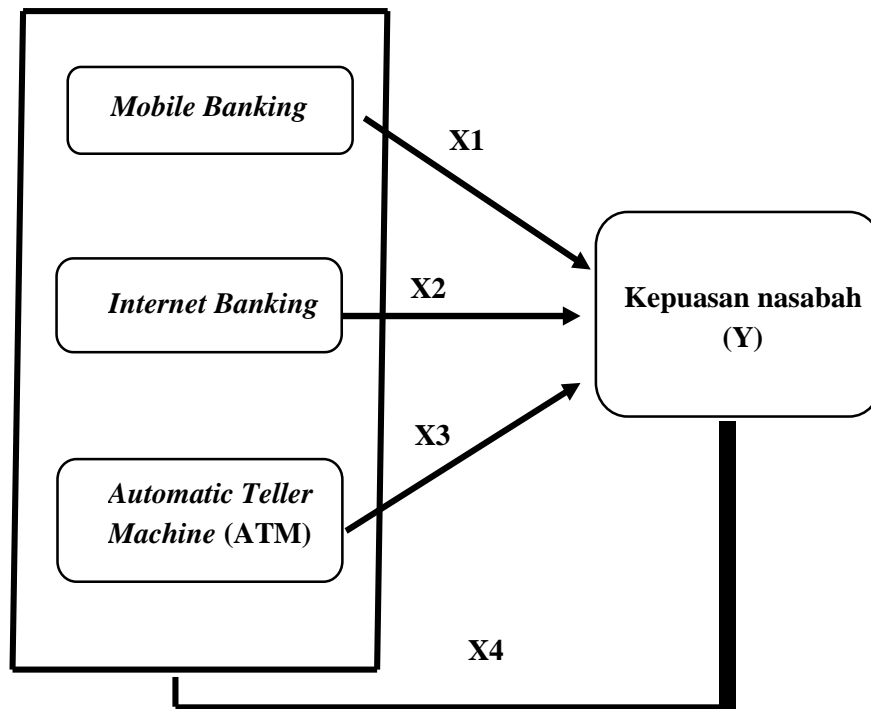 Mobile Banking
X1
Internet Banking
X2
Kepuasan nasabah
(Y)
X3
Automatic Teller
Machine (ATM)
X4